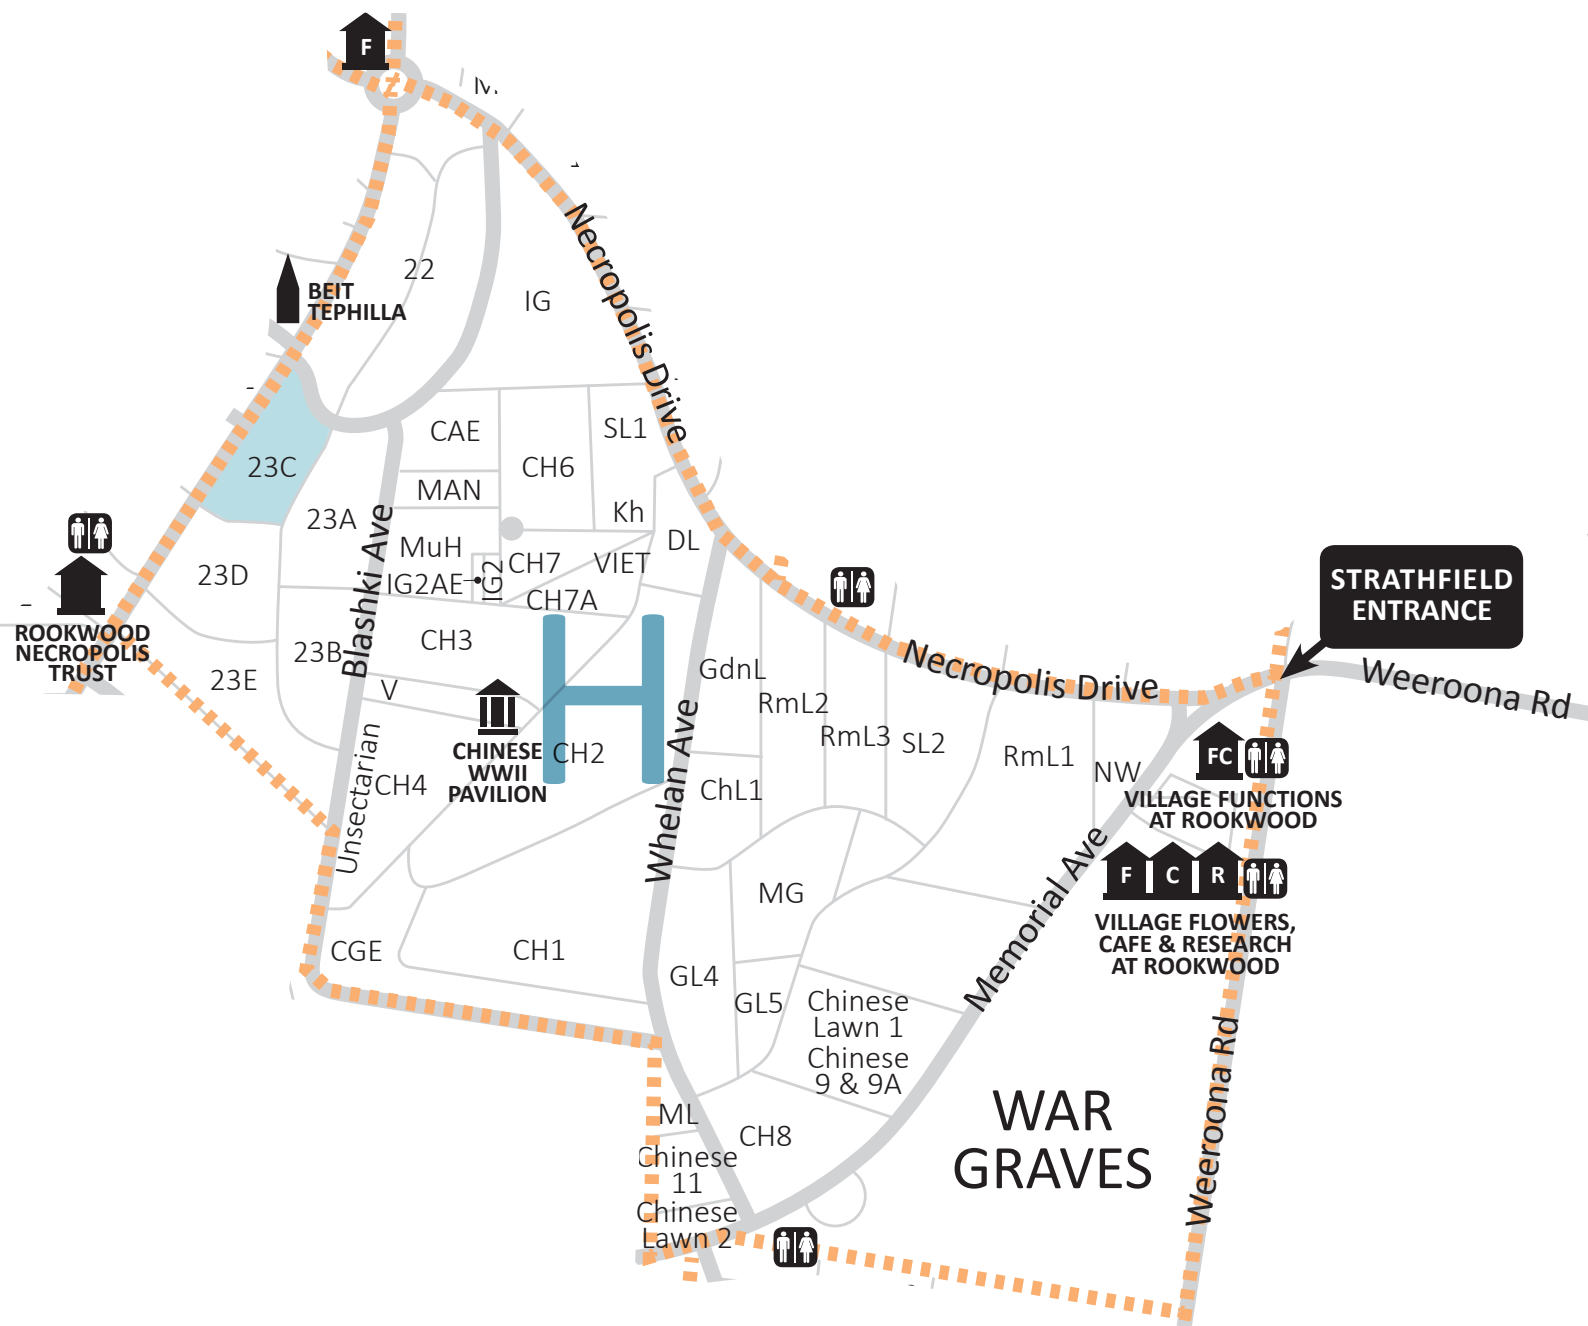 F
22
BEIT
TEPHILLA
IG
Necropolis Drive
CAE
SL1
23C
CH6
MAN
Kh
23A
Blashki Ave
MuH
DL
CH7
VIET
23D
IG2AE
IG2
CH7A
STRATHFIELD
ENTRANCE
ROOKWOOD
NECROPOLIS
TRUST
CH3
23B
H
GdnL
Necropolis Drive
Weeroona Rd
23E
V
RmL2
RmL3
SL2
RmL1
NW
FC
CHINESE
WWII
PAVILION
CH2
Whelan Ave
Unsectarian
CH4
ChL1
VILLAGE FUNCTIONS
AT ROOKWOOD
Memorial Ave
F C R
MG
VILLAGE FLOWERS,
CAFE & RESEARCH
AT ROOKWOOD
CGE
CH1
GL4
GL5
Chinese
Lawn 1
Chinese
9 & 9A
Weeroona Rd
WAR
GRAVES
ML
CH8
Chinese
11
Chinese
Lawn 2